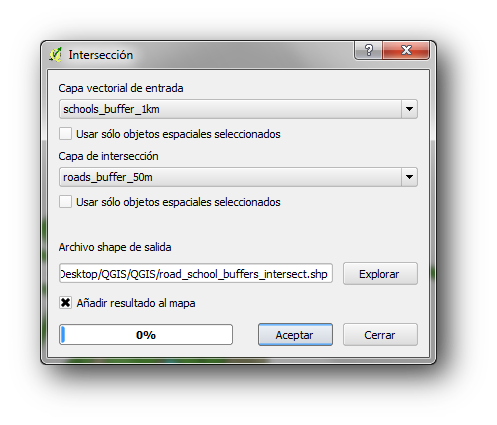 Intersección
Capa vectorial de entrada
schools_buffer_1km
Usar sólo objetos espaciales seleccionados
Capa de intersección
roads_buffer_50m
Usar sólo objetos espaciales seleccionados
Archivo shape de salida
Desktop/QGIS/QGIS/road_school_buffers_intersect.shp Explorar
Añadir resultado al mapa
0% Aceptar Cerrar